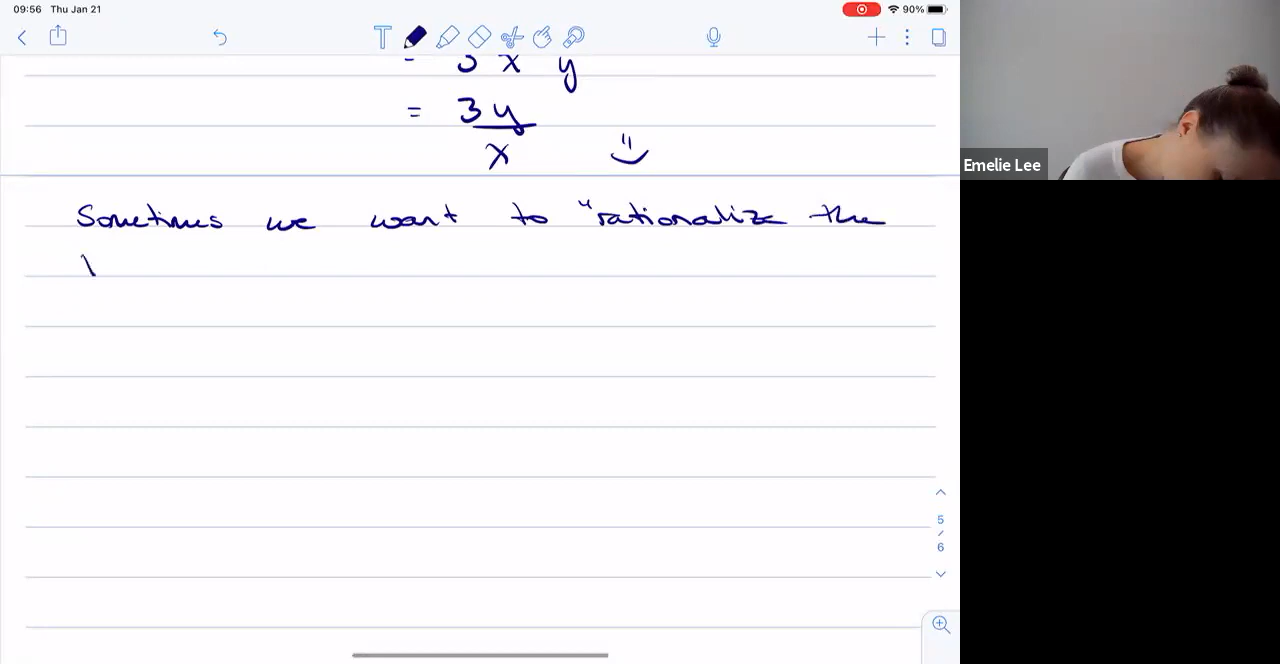 09:56 Thu Jan 21 90%
= 3 x y
= 3y
x
Sometimes we want to "rationalize the
5
/
6
Emelie Lee